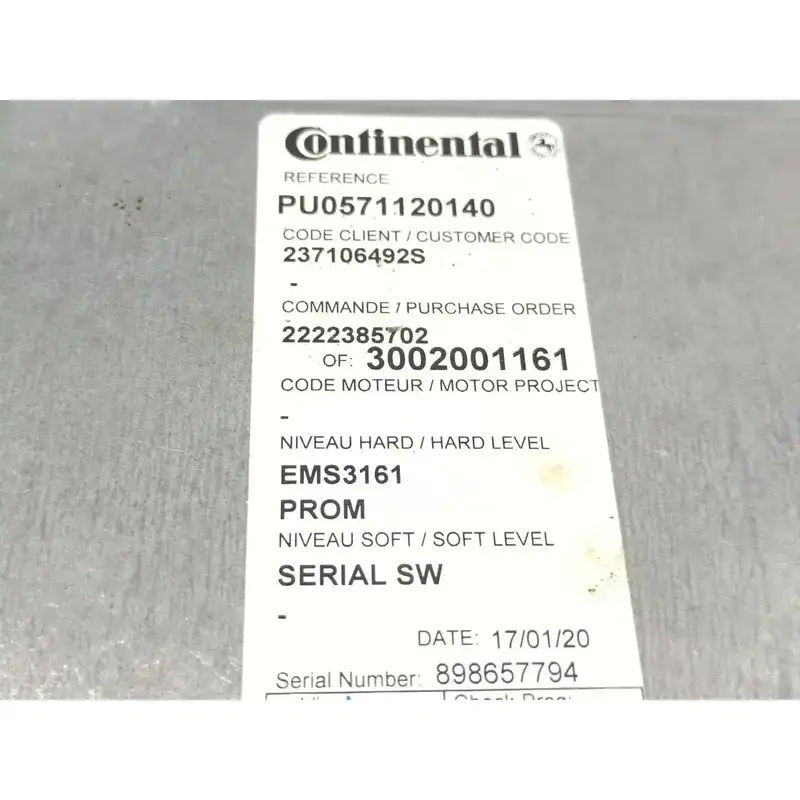 Continental
REFERENCE
PU0571120140
CODE CLIENT / CUSTOMER CODE
237106492S
-
COMMANDE / PURCHASE ORDER
2222385702
OF: 3002001161
CODE MOTEUR / MOTOR PROJECT
-
NIVEAU HARD / HARD LEVEL
EMS3161
PROM
NIVEAU SOFT / SOFT LEVEL
SERIAL SW
-
DATE: 17/01/20
Serial Number: 898657794